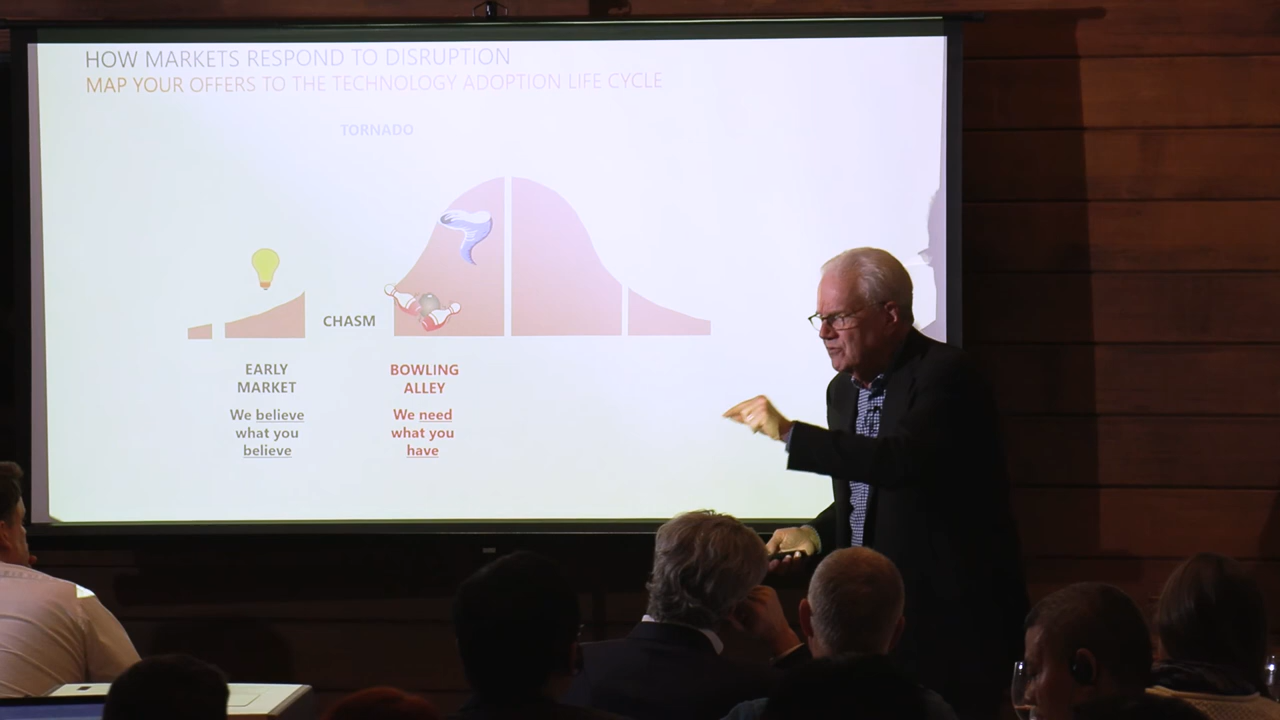 HOW MARKETS RESPOND TO DISRUPTION
MAP YOUR OFFERS TO THE TECHNOLOGY ADOPTION LIFE CYCLE
TORNADO
CHASM
EARLY
MARKET
We believe
what you
believe
BOWLING
ALLEY
We need
what you
have